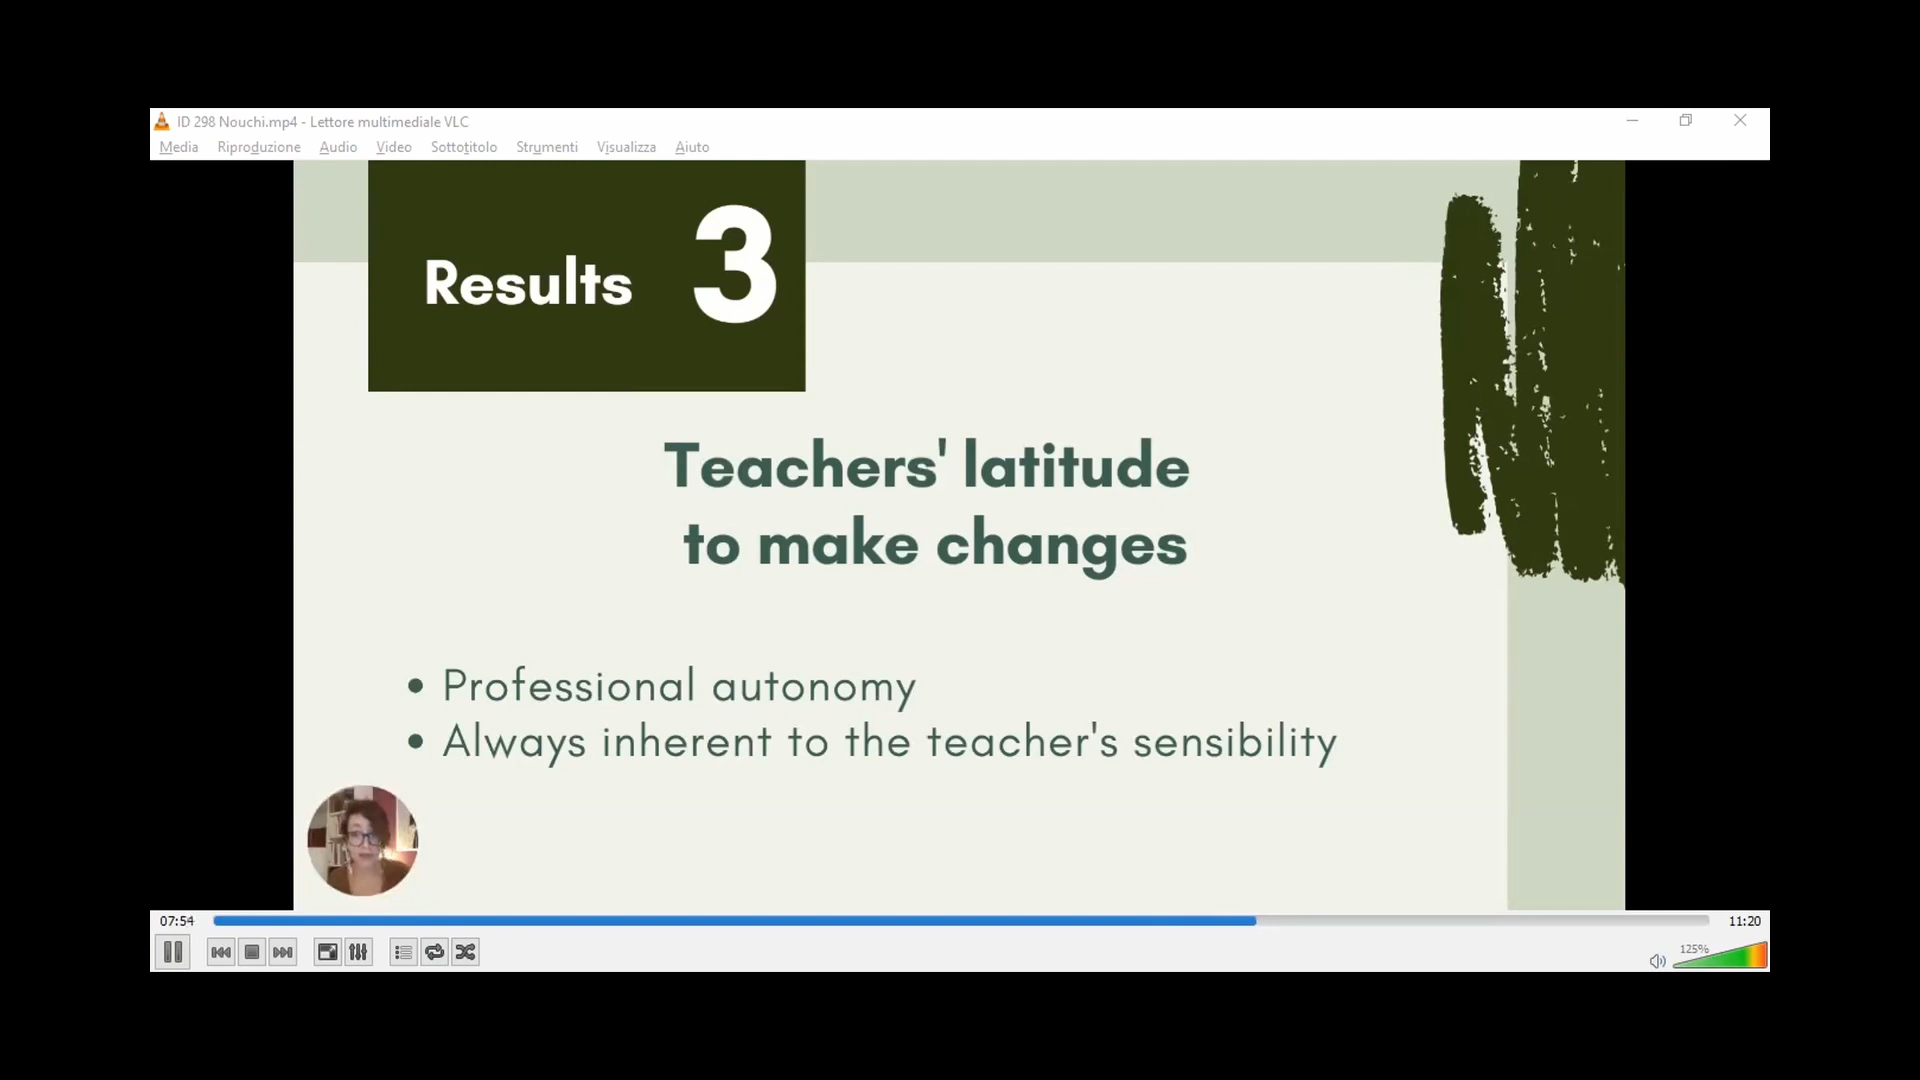 ID 298 Nouchi.mp4 - Lettore multimediale VLC
Media Riproduzione Audio Video Sottotitolo Strumenti Visualizza Aiuto
Results 3
Teachers' latitude
to make changes
• Professional autonomy
• Always inherent to the teacher's sensibility
07:54 11:20
125%